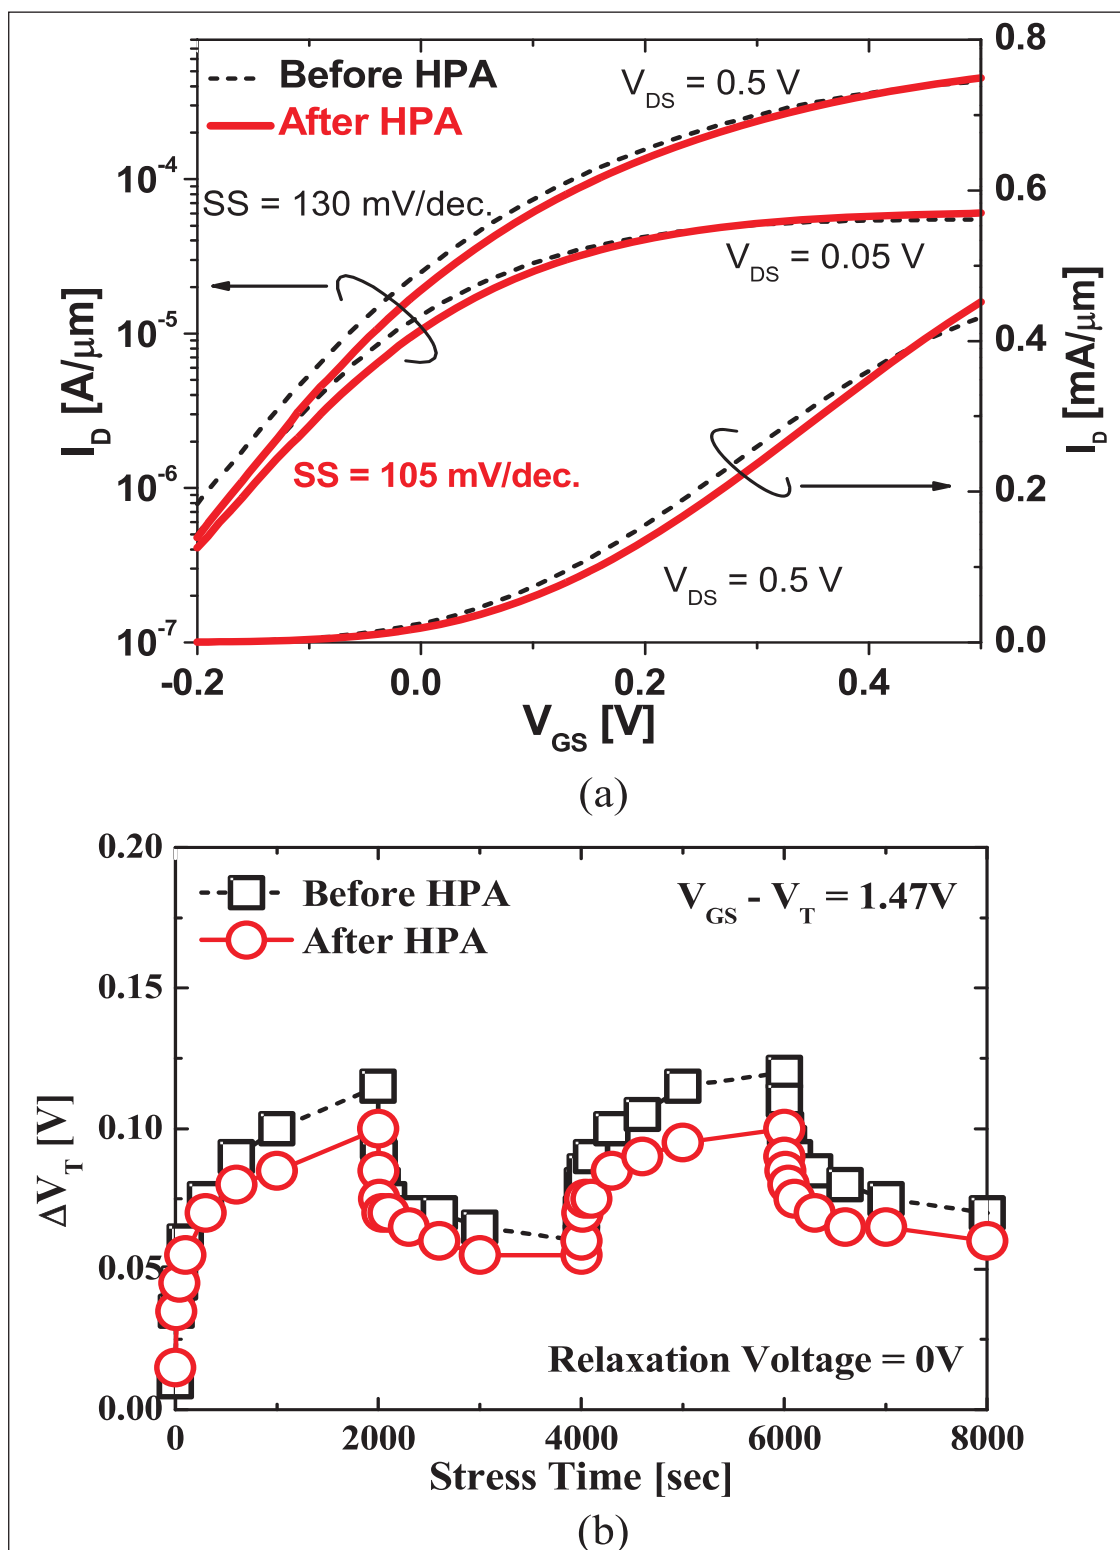 Before HPA
After HPA
V_DS = 0.5 V
SS = 130 mV/dec.
V_DS = 0.05 V
SS = 105 mV/dec.
V_DS = 0.5 V
10^-4
10^-5
10^-6
10^-7
I_D [A/μm]
0.8
0.6
0.4
0.2
0.0
I_D [mA/μm]
-0.2 0.0 0.2 0.4
V_GS [V]
(a)
0.20
0.15
0.10
0.05
0.00
ΔV_T [V]
Before HPA
After HPA
V_GS - V_T = 1.47V
Relaxation Voltage = 0V
0 2000 4000 6000 8000
Stress Time [sec]
(b)